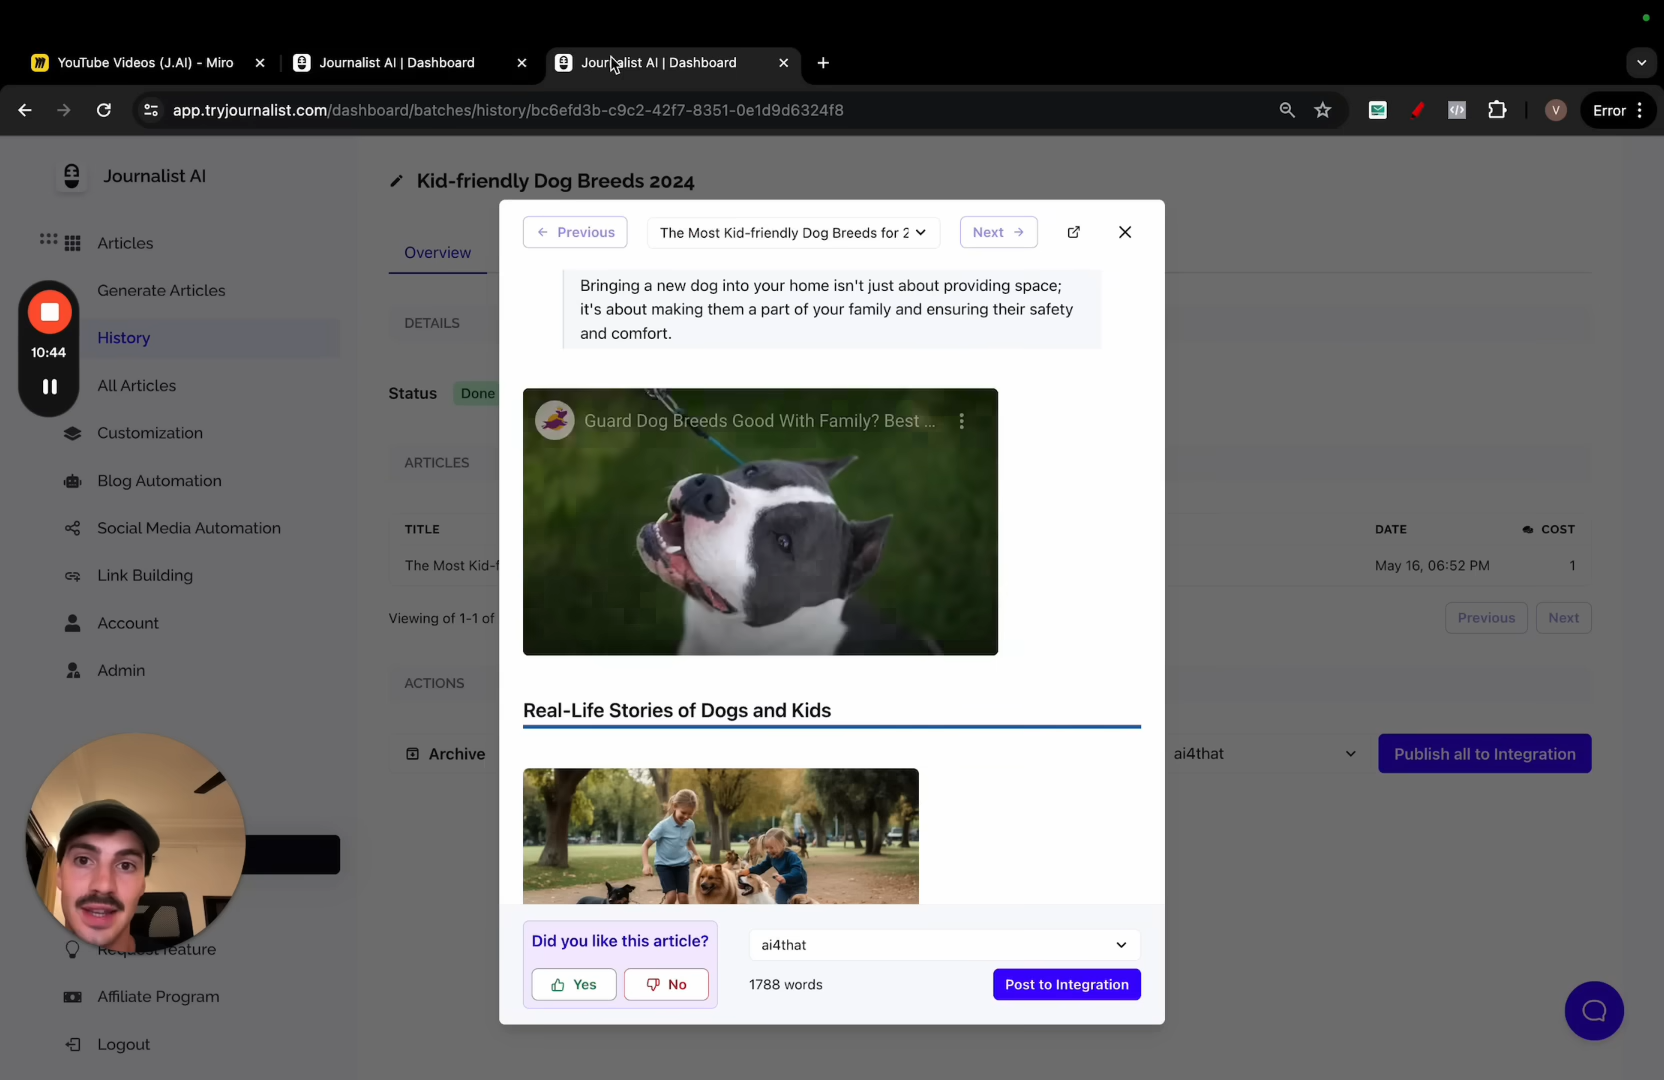 YouTube Videos (J.AI) - Miro
Journalist AI | Dashboard
Journalist AI | Dashboard
app.tryjournalist.com/dashboard/batches/history/bc6efd3b-c9c2-42f7-8351-0e1d9d6324f8
V
Error
Journalist AI
Articles
Generate Articles
History
All Articles
Customization
Blog Automation
Social Media Automation
Link Building
Account
Admin
Request feature
Affiliate Program
Logout
10:44
Kid-friendly Dog Breeds 2024
Overview
DETAILS
Status Done
ARTICLES
TITLE
DATE
COST
The Most Kid-f
May 16, 06:52 PM
1
Viewing of 1-1 of
Previous
Next
ACTIONS
Archive
ai4that
Publish all to Integration
Previous
The Most Kid-friendly Dog Breeds for 2
Next
Bringing a new dog into your home isn't just about providing space;
it's about making them a part of your family and ensuring their safety
and comfort.
Guard Dog Breeds Good With Family? Best ...
Real-Life Stories of Dogs and Kids
Did you like this article?
Yes
No
ai4that
1788 words
Post to Integration